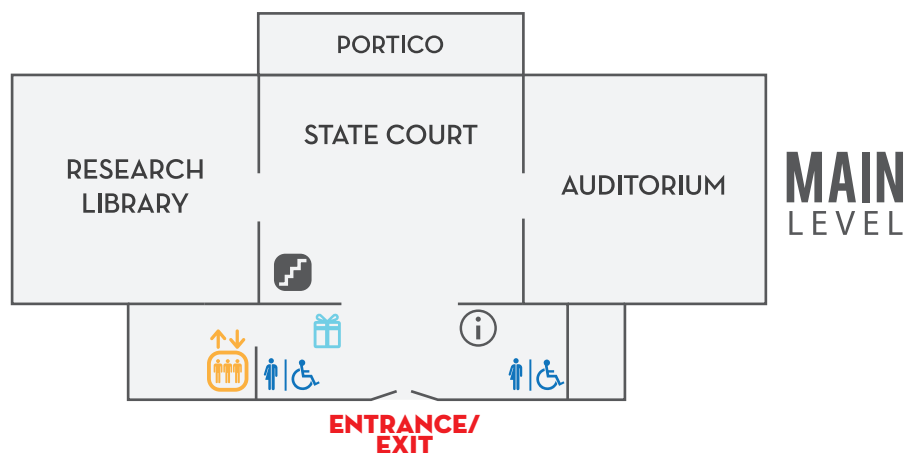 PORTICO
STATE COURT
RESEARCH
LIBRARY
AUDITORIUM
MAIN
LEVEL
i
ENTRANCE/
EXIT